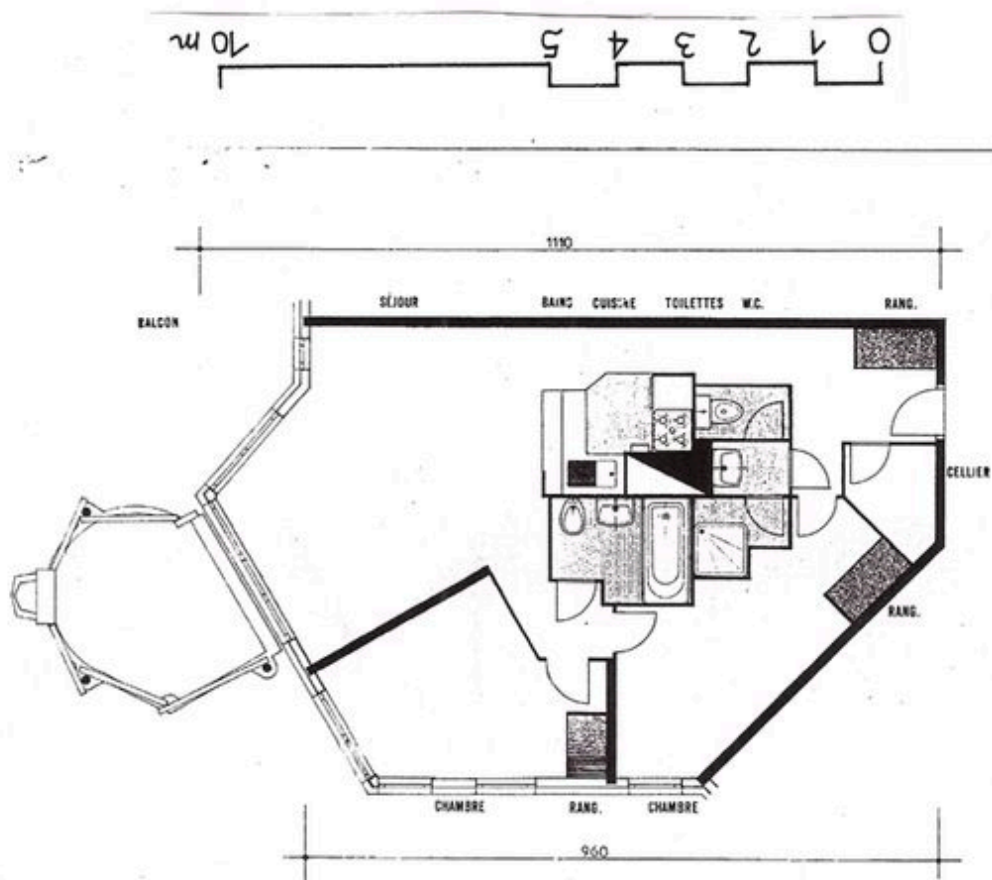 0 1 2 3 4 5 10 m
1110
SÉJOUR BAINS CUISINE TOILETTES W.C. RANG.
BALCON
CELLIER
RANG.
CHAMBRE RANG. CHAMBRE
960